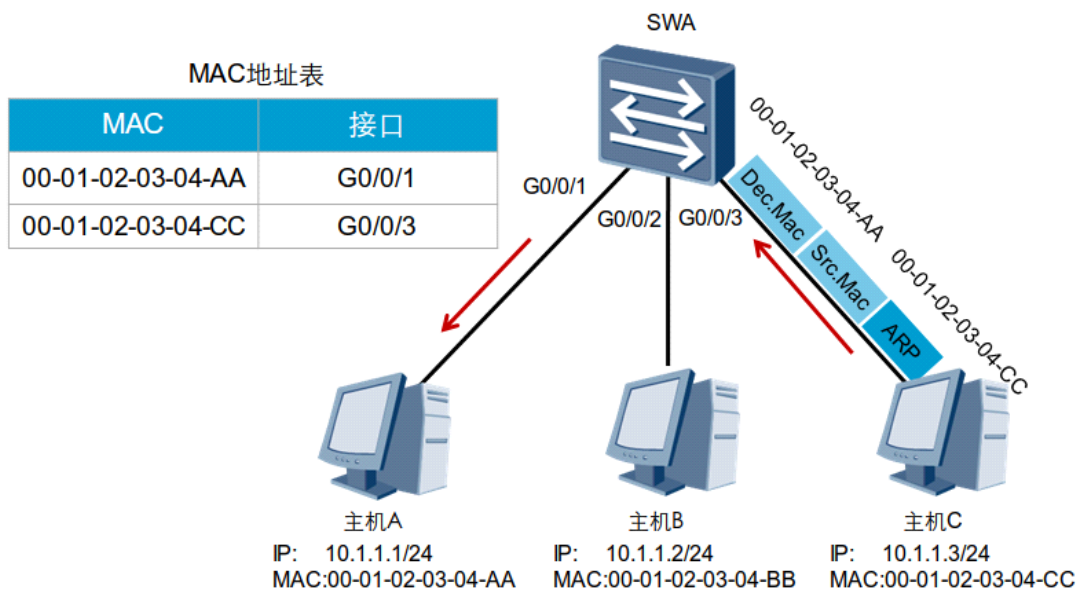 SWA
MAC地址表
MAC 接口
00-01-02-03-04-AA G0/0/1
00-01-02-03-04-CC G0/0/3
G0/0/1
G0/0/2
G0/0/3
00-01-02-03-04-AA
00-01-02-03-04-CC
Dec.Mac
Src.Mac
ARP
主机A
IP: 10.1.1.1/24
MAC:00-01-02-03-04-AA
主机B
IP: 10.1.1.2/24
MAC:00-01-02-03-04-BB
主机C
IP: 10.1.1.3/24
MAC:00-01-02-03-04-CC